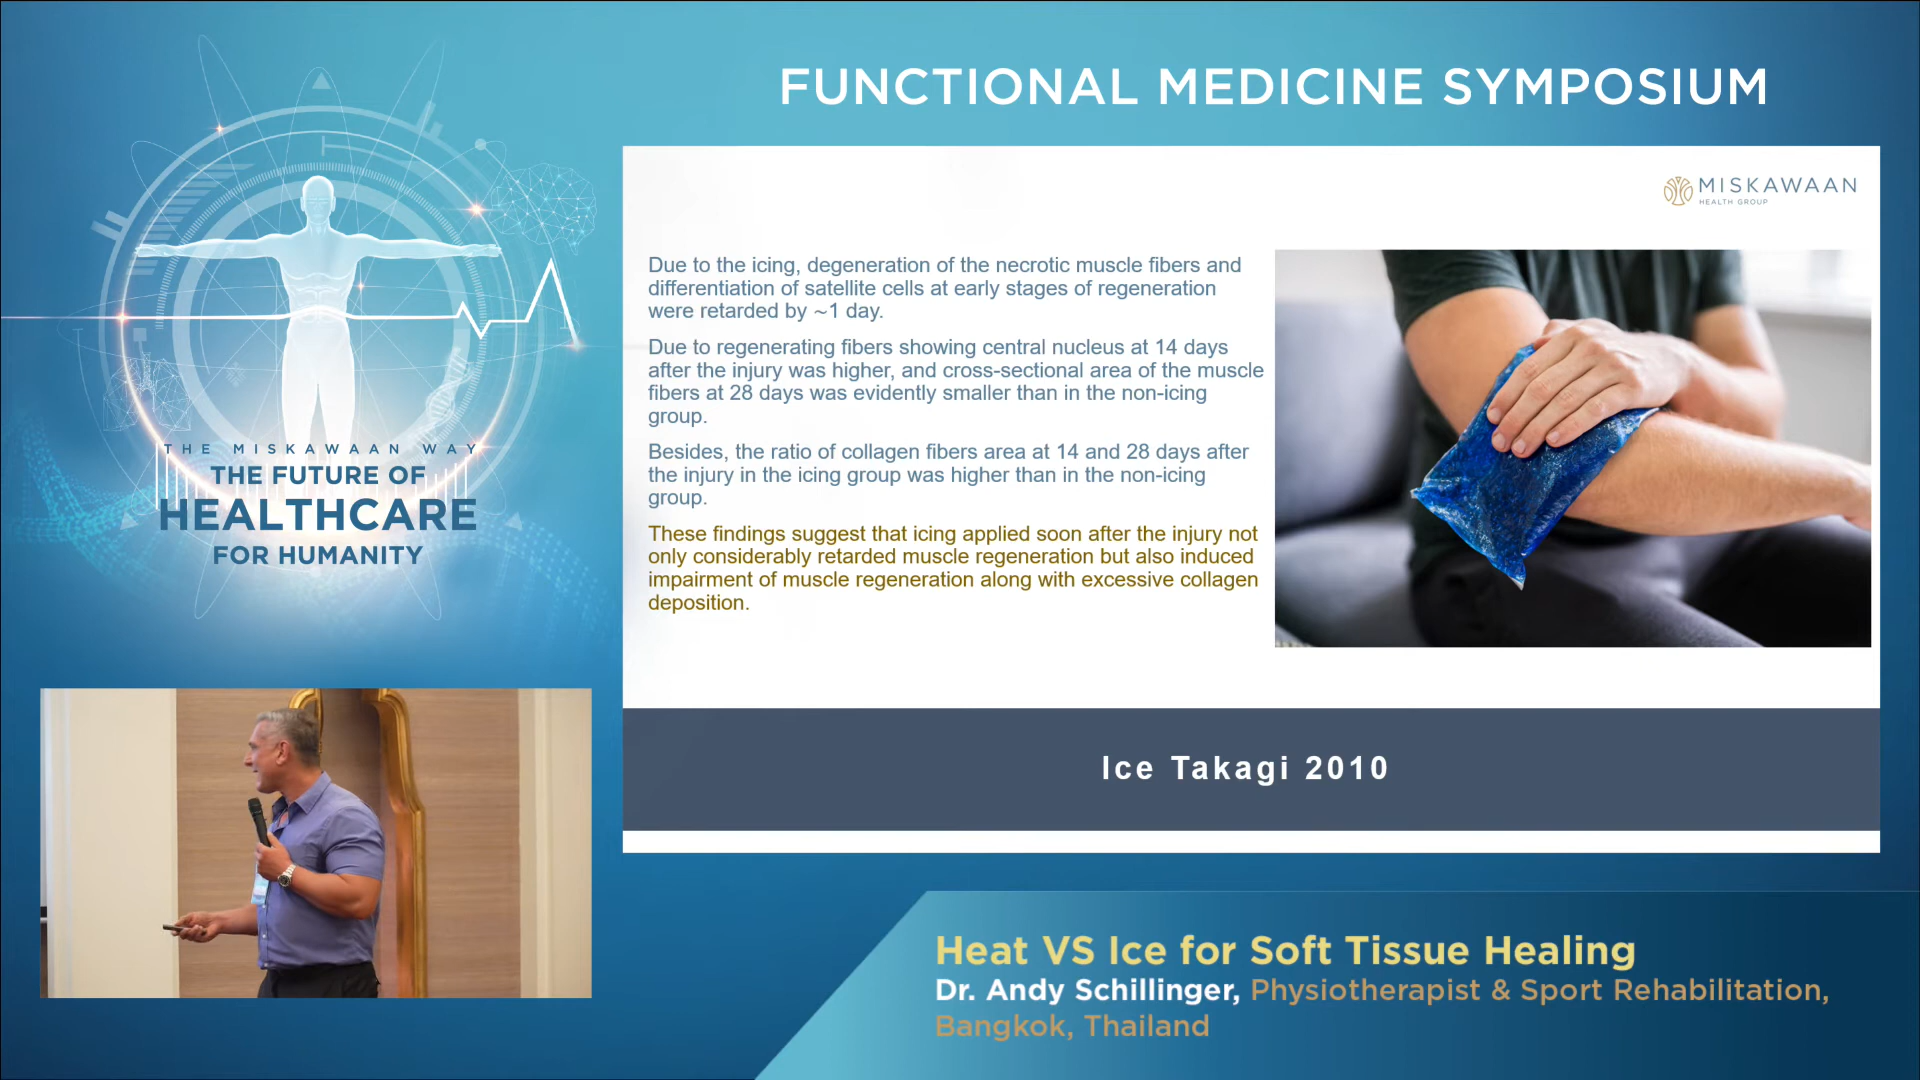 FUNCTIONAL MEDICINE SYMPOSIUM
MISKAWAAN
HEALTH GROUP
Due to the icing, degeneration of the necrotic muscle fibers and
differentiation of satellite cells at early stages of regeneration
were retarded by ~1 day.
Due to regenerating fibers showing central nucleus at 14 days
after the injury was higher, and cross-sectional area of the muscle
fibers at 28 days was evidently smaller than in the non-icing
group.
Besides, the ratio of collagen fibers area at 14 and 28 days after
the injury in the icing group was higher than in the non-icing
group.
These findings suggest that icing applied soon after the injury not
only considerably retarded muscle regeneration but also induced
impairment of muscle regeneration along with excessive collagen
deposition.
Ice Takagi 2010
THE MISKAWAAN WAY
THE FUTURE OF
HEALTHCARE
FOR HUMANITY
Heat VS Ice for Soft Tissue Healing
Dr. Andy Schillinger, Physiotherapist & Sport Rehabilitation,
Bangkok, Thailand